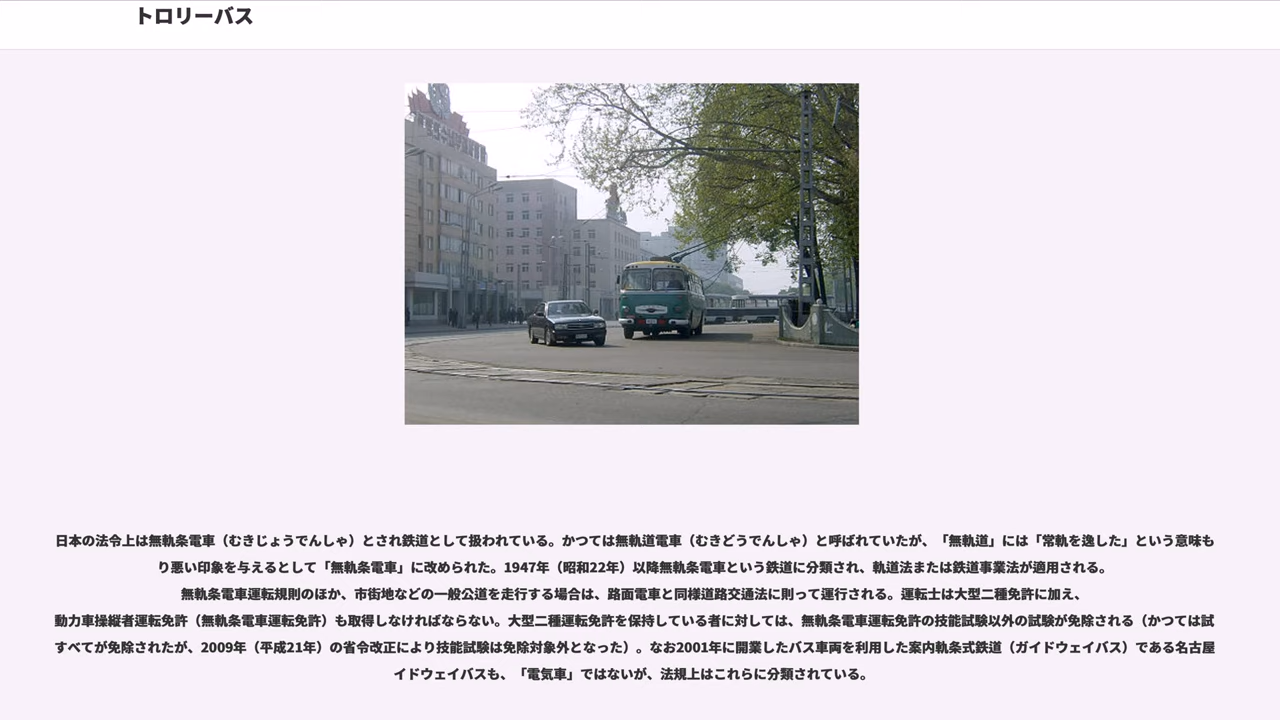 トロリーバス
日本の法令上は無軌条電車（むきじょうでんしゃ）とされ鉄道として扱われている。かつては無軌道電車（むきどうでんしゃ）と呼ばれていたが、「無軌道」には「常軌を逸した」という意味も
り悪い印象を与えるとして「無軌条電車」に改められた。1947年（昭和22年）以降無軌条電車という鉄道に分類され、軌道法または鉄道事業法が適用される。
無軌条電車運転規則のほか、市街地などの一般公道を走行する場合は、路面電車と同様道路交通法に則って運行される。運転士は大型二種免許に加え、
動力車操縦者運転免許（無軌条電車運転免許）も取得しなければならない。大型二種運転免許を保持している者に対しては、無軌条電車運転免許の技能試験以外の試験が免除される（かつては試
すべてが免除されたが、2009年（平成21年）の省令改正により技能試験は免除対象外となった）。なお2001年に開業したバス車両を利用した案内軌条式鉄道（ガイドウェイバス）である名古屋
イドウェイバスも、「電気車」ではないが、法規上はこれらに分類されている。